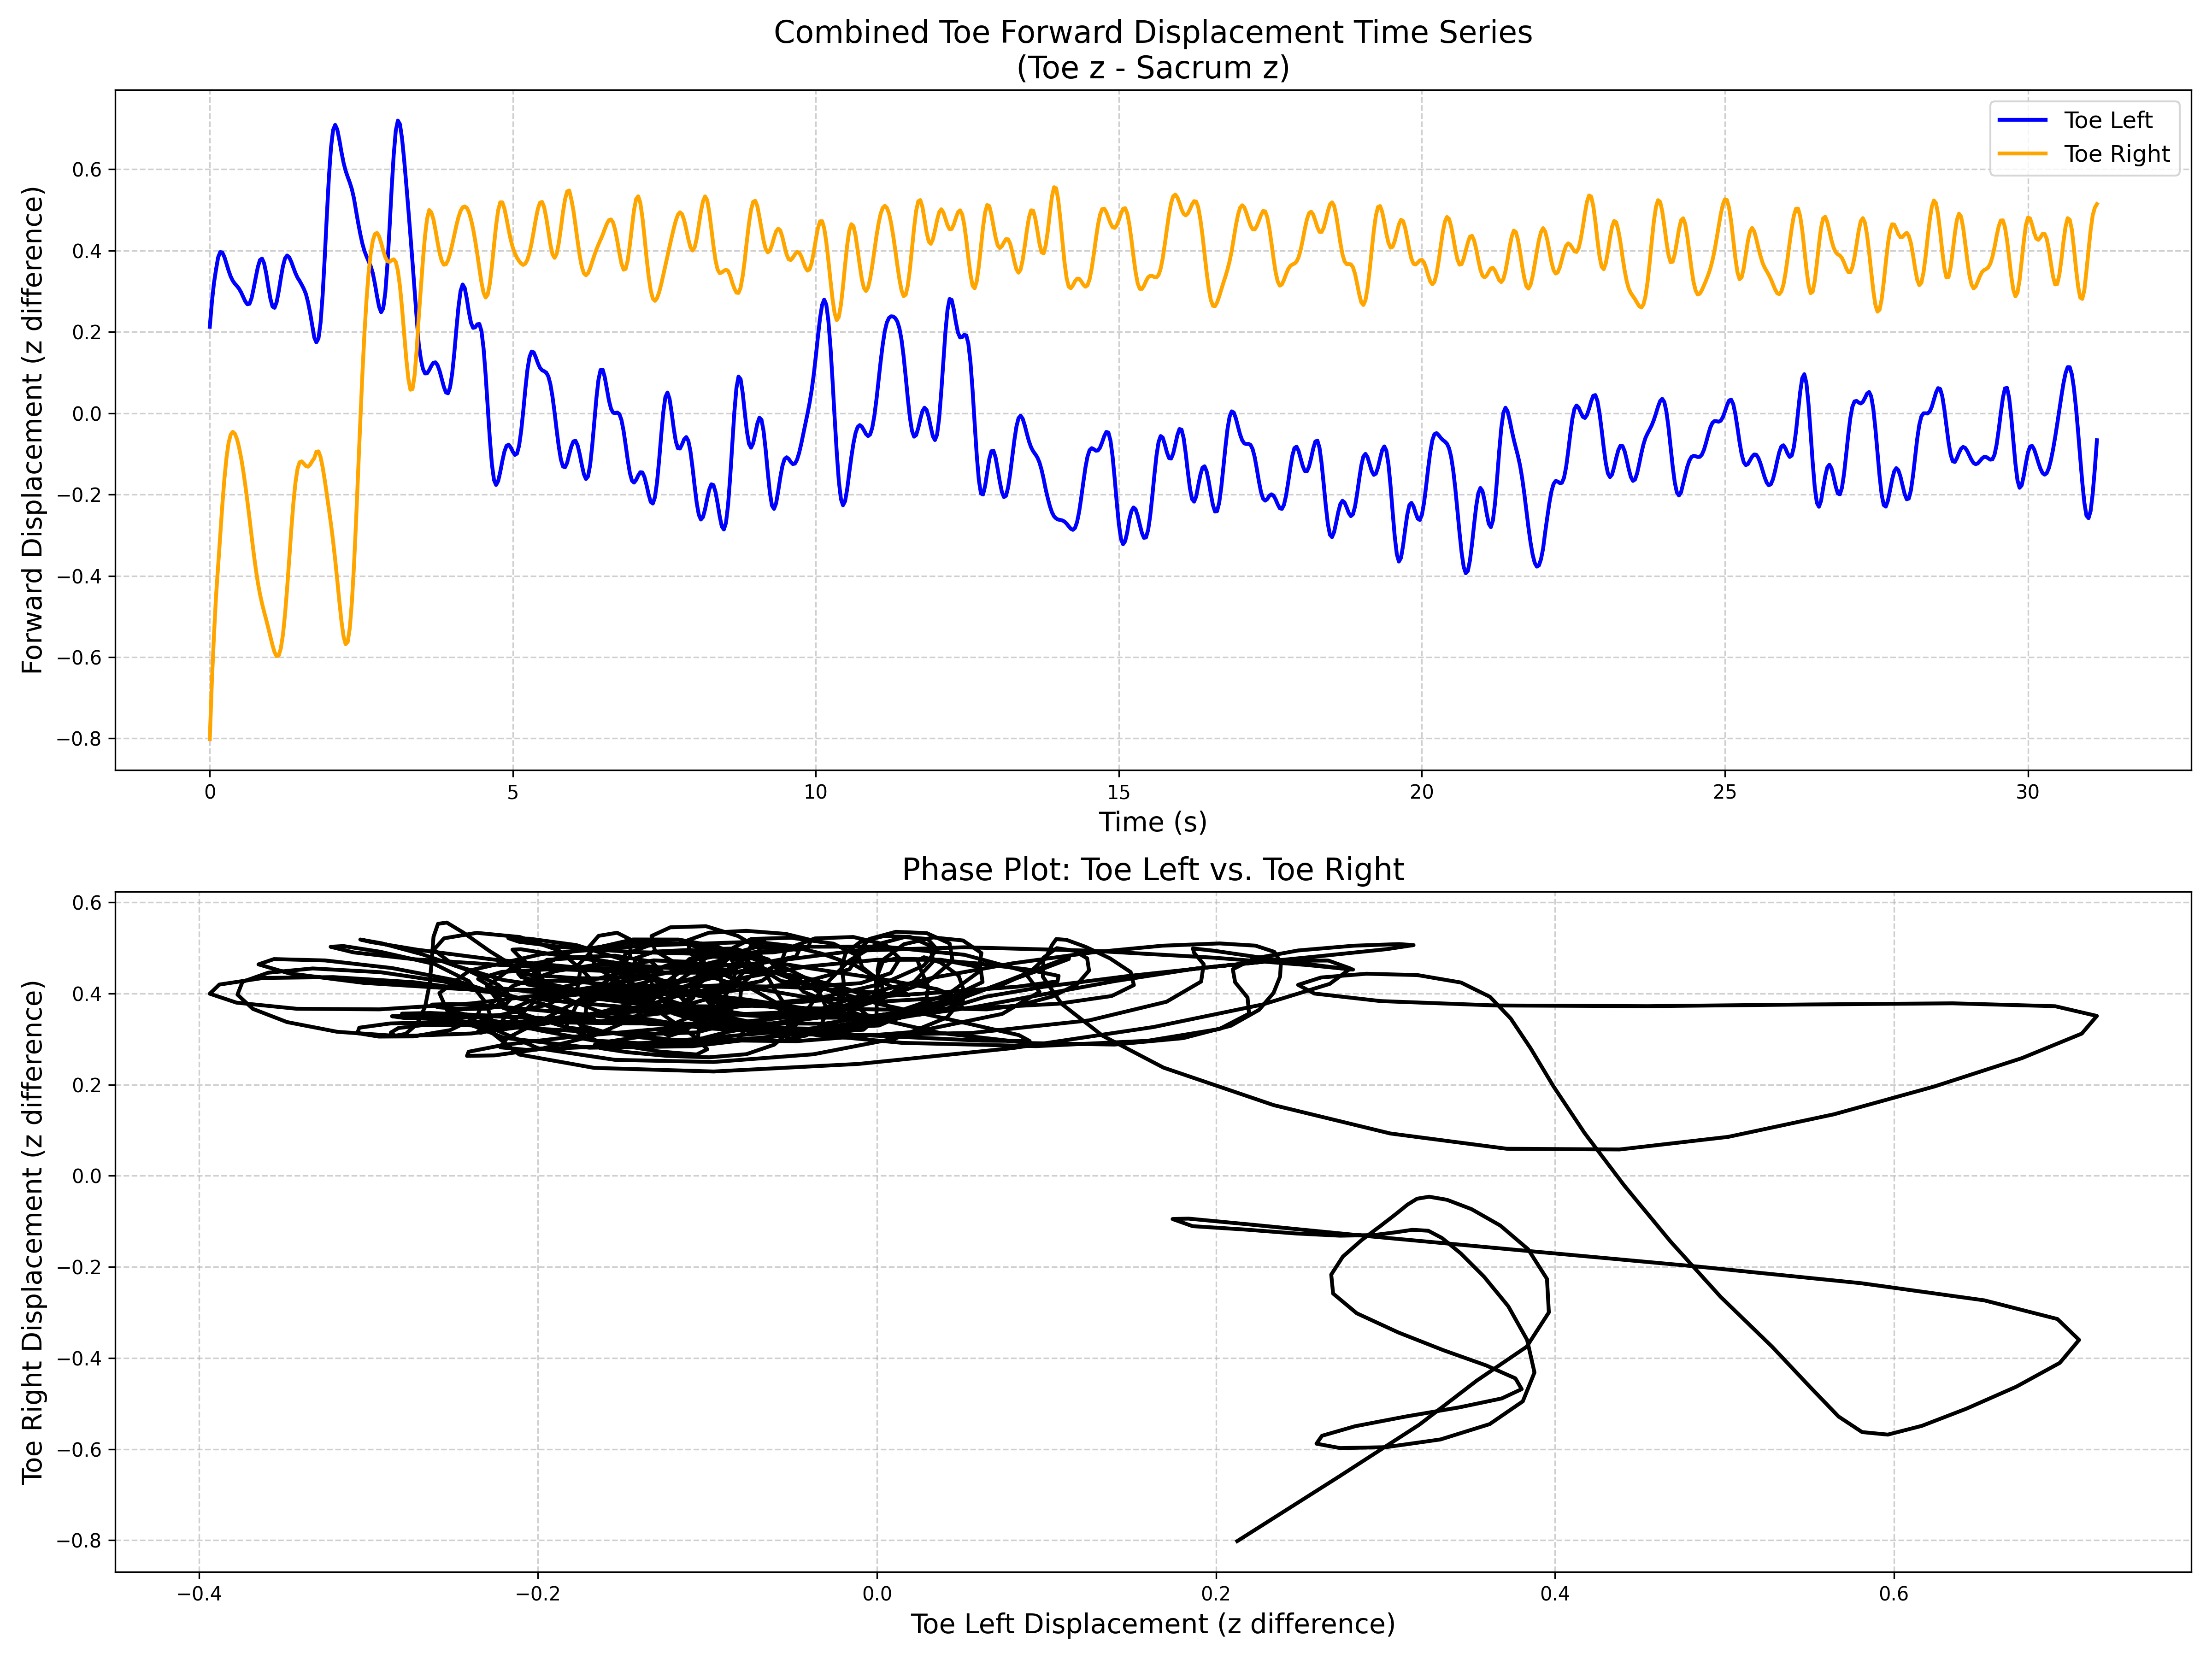 Combined Toe Forward Displacement Time Series
(Toe z - Sacrum z)
Forward Displacement (z difference)
0.6
0.4
0.2
0.0
−0.2
−0.4
−0.6
−0.8
Toe Left
Toe Right
0 5 10 15 20 25 30
Time (s)
Phase Plot: Toe Left vs. Toe Right
Toe Right Displacement (z difference)
0.6
0.4
0.2
0.0
−0.2
−0.4
−0.6
−0.8
−0.4 −0.2 0.0 0.2 0.4 0.6
Toe Left Displacement (z difference)